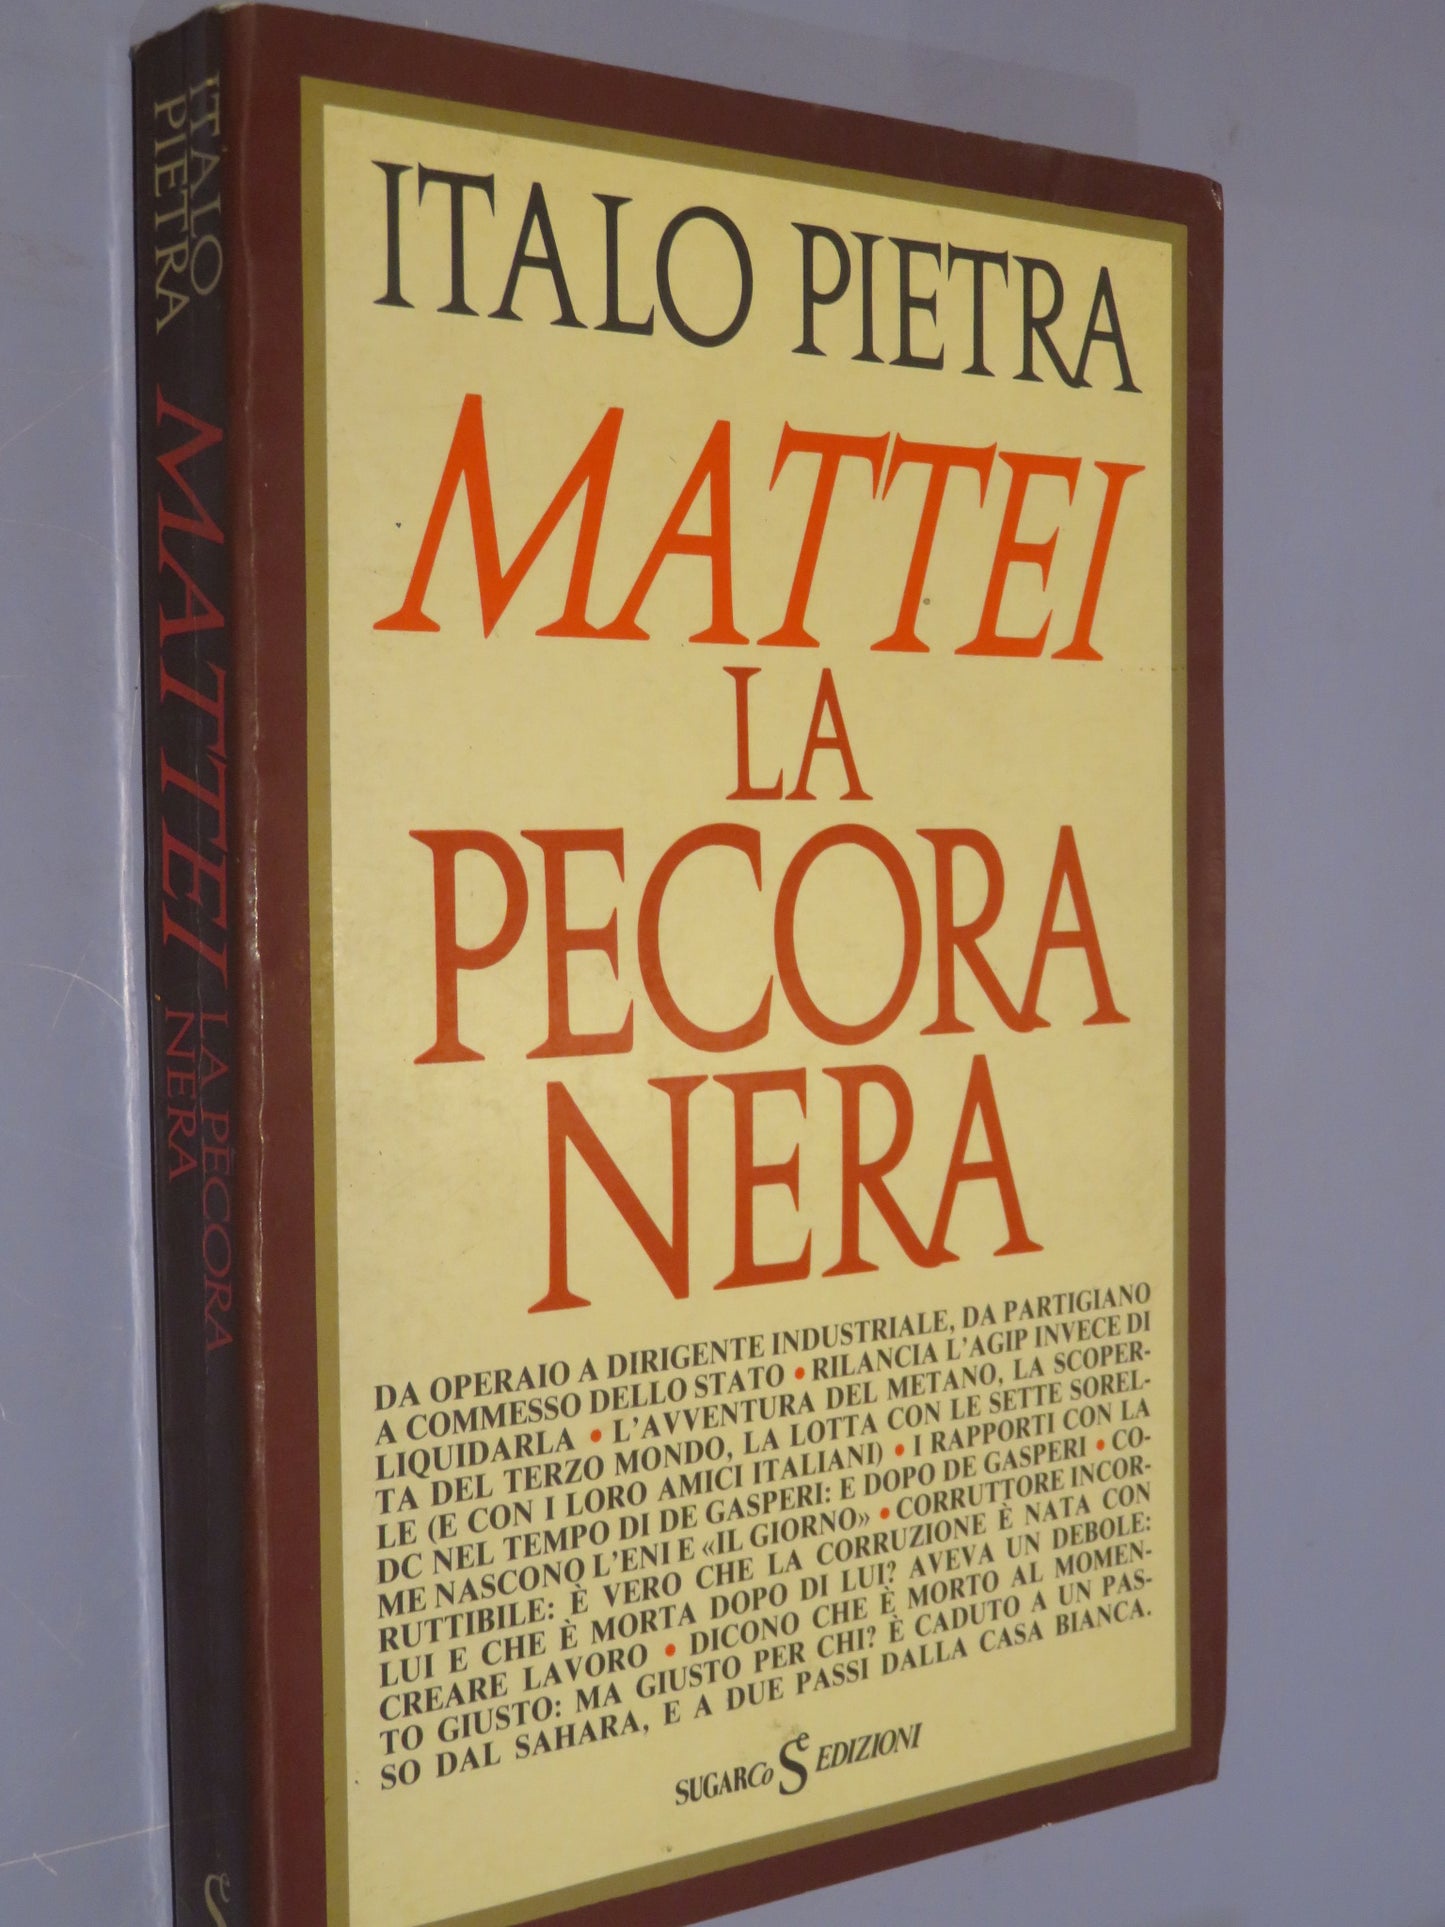 ITALO PIETRA
MATTEI
LA
PECORA
NERA
DA OPERAIO A DIRIGENTE INDUSTRIALE, DA PARTIGIANO
A COMMESSO DELLO STATO • RILANCIA L'AGIP INVECE DI
LIQUIDARLA • L'AVVENTURA DEL METANO, LA SCOPER-
TA DEL TERZO MONDO, LA LOTTA CON LE SETTE SOREL-
LE (E CON I LORO AMICI ITALIANI) • I RAPPORTI CON LA
DC NEL TEMPO DI DE GASPERI: E DOPO DE GASPERI • CO-
ME NASCONO L'ENI E «IL GIORNO» • CORRUTTORE INCOR-
RUTTIBILE: È VERO CHE LA CORRUZIONE È NATA CON
LUI E CHE È MORTA DOPO DI LUI? AVEVA UN DEBOLE:
CREARE LAVORO • DICONO CHE È MORTO AL MOMEN-
TO GIUSTO: MA GIUSTO PER CHI? È CADUTO A UN PAS-
SO DAL SAHARA, E A DUE PASSI DALLA CASA BIANCA.
SUGARCo Se EDIZIONI
ITALO
PIETRA
MATTEI
LA PECORA
NERA